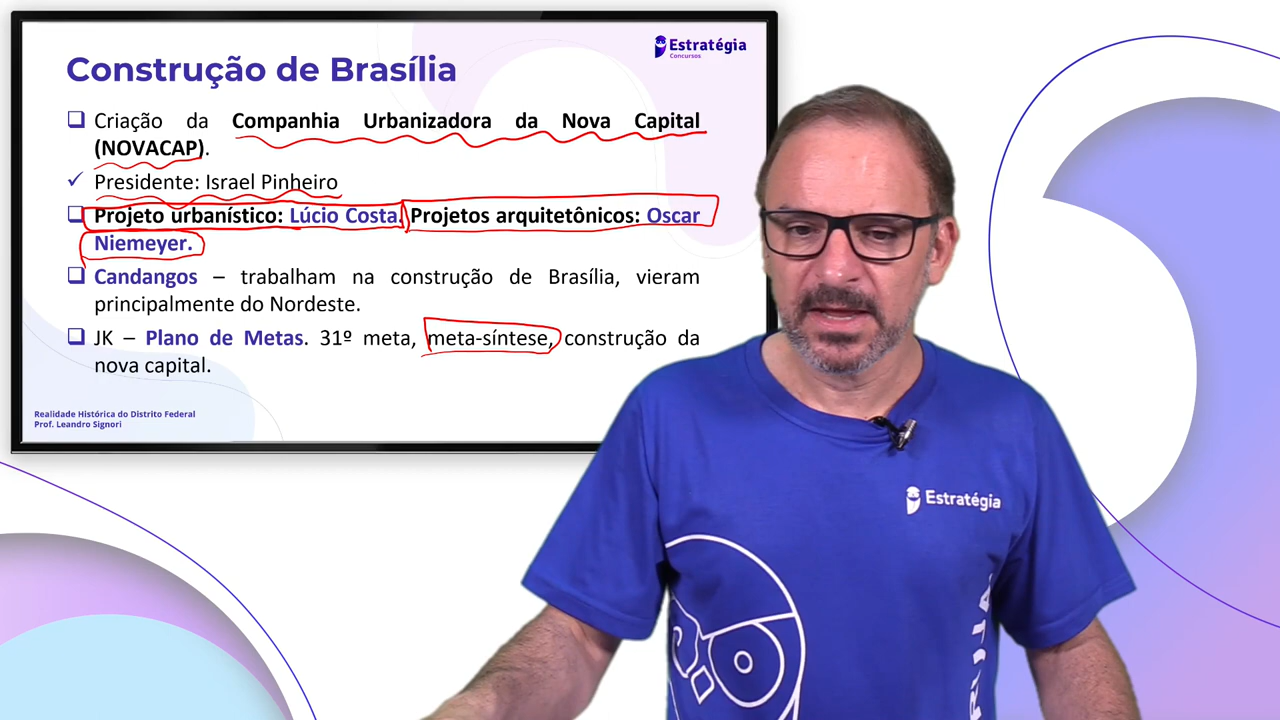 Estratégia
Concursos
Construção de Brasília
❑ Criação da Companhia Urbanizadora da Nova Capital
(NOVACAP).
✓ Presidente: Israel Pinheiro
❑ Projeto urbanístico: Lúcio Costa. Projetos arquitetônicos: Oscar
Niemeyer.
❑ Candangos – trabalham na construção de Brasília, vieram
principalmente do Nordeste.
❑ JK – Plano de Metas. 31º meta, meta-síntese, construção da
nova capital.
Realidade Histórica do Distrito Federal
Prof. Leandro Signori
Estratégia